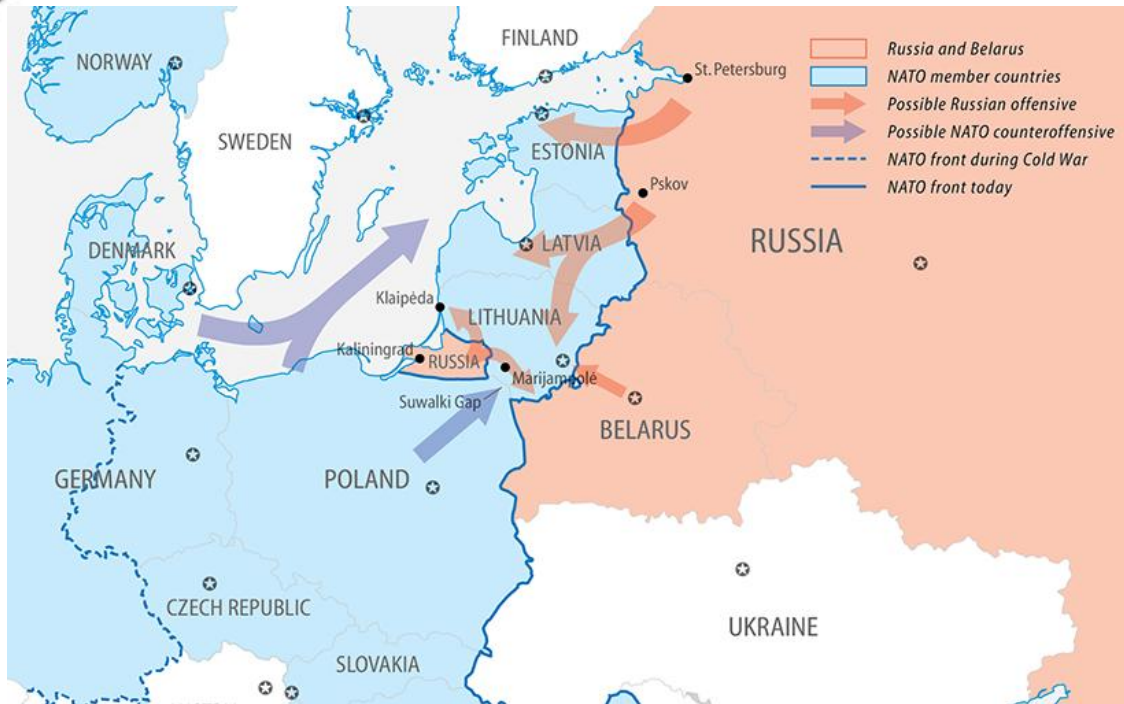 NORWAY
FINLAND
SWEDEN
St. Petersburg
ESTONIA
Pskov
DENMARK
LATVIA
RUSSIA
Klaipėda
LITHUANIA
Kaliningrad
RUSSIA
Marijampolė
Suwalki Gap
BELARUS
GERMANY
POLAND
CZECH REPUBLIC
UKRAINE
SLOVAKIA
Russia and Belarus
NATO member countries
Possible Russian offensive
Possible NATO counteroffensive
NATO front during Cold War
NATO front today